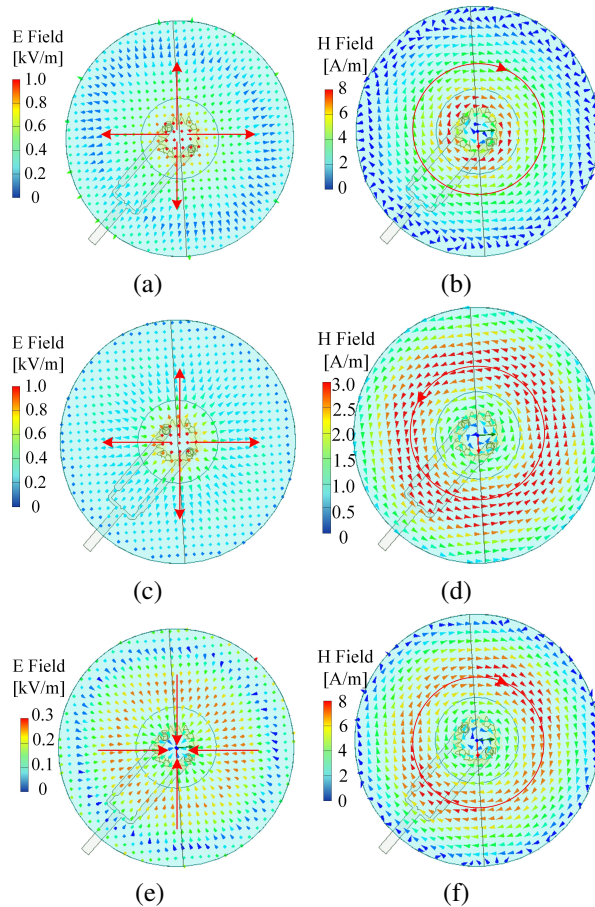 E Field
[kV/m]
1.0
0.8
0.6
0.4
0.2
0
(a)
H Field
[A/m]
8
6
4
2
0
(b)
E Field
[kV/m]
1.0
0.8
0.6
0.4
0.2
0
(c)
H Field
[A/m]
3.0
2.5
2.0
1.5
1.0
0.5
0
(d)
E Field
[kV/m]
0.3
0.2
0.1
0
(e)
H Field
[A/m]
8
6
4
2
0
(f)